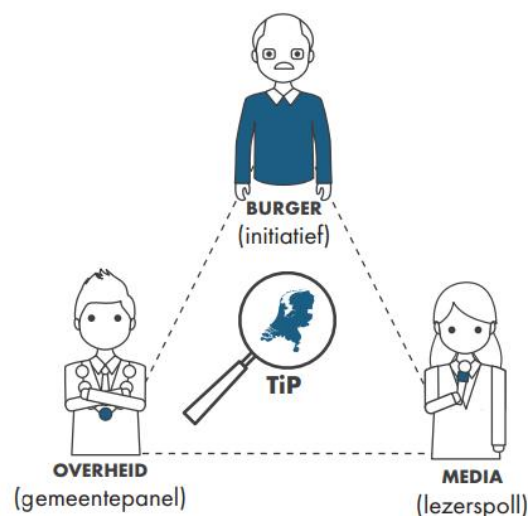 BURGER
(initiatief)
TiP
OVERHEID
(gemeentepanel)
MEDIA
(lezerspoll)